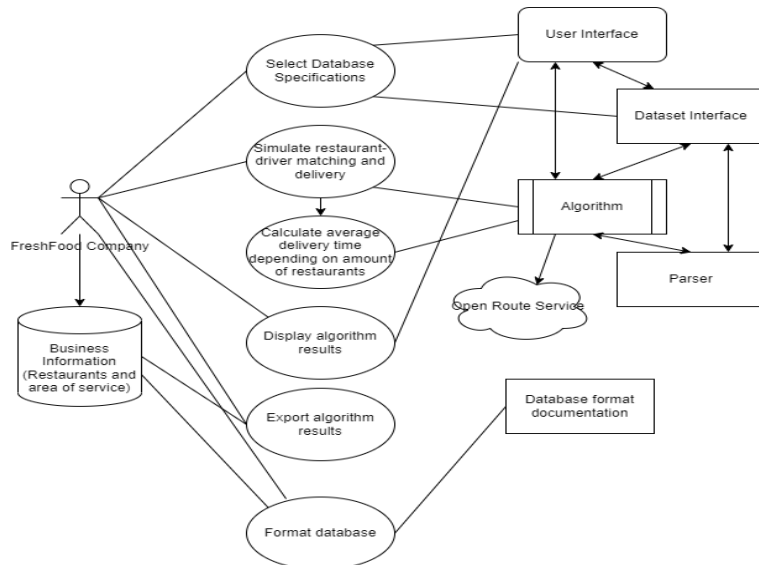 User Interface
Select Database
Specifications
Dataset Interface
Simulate restaurant-
driver matching and
delivery
Algorithm
FreshFood Company
Calculate average
delivery time
depending on amount
of restaurants
Parser
Open Route Service
Business
Information
(Restaurants and
area of service)
Display algorithm
results
Export algorithm
results
Database format
documentation
Format database